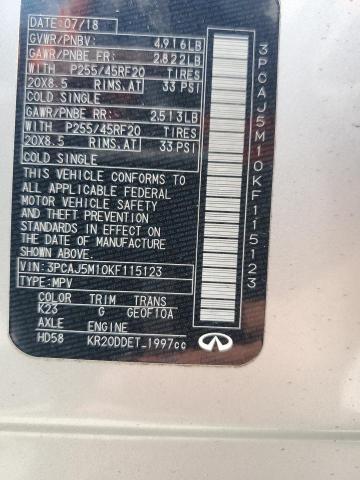 DATE: 07/18
GVWR/PNBV: 4,916LB
GAWR/PNBE FR: 2,822LB
WITH P255/45RF20 TIRES
20X8.5 RIMS,AT 33 PSI
COLD SINGLE
GAWR/PNBE RR: 2,513LB
WITH P255/45RF20 TIRES
20X8.5 RIMS,AT 33 PSI
COLD SINGLE
THIS VEHICLE CONFORMS TO
ALL APPLICABLE FEDERAL
MOTOR VEHICLE SAFETY
AND THEFT PREVENTION
STANDARDS IN EFFECT
ON THE DATE OF
MANUFACTURE SHOWN ABOVE.
VIN: 3PCAJ5M10KF115123
TYPE: MPV
COLOR TRIM TRANS
K23 G GE0F10A
AXLE ENGINE
HD58 KR20DDET_1997cc
3PCAJ5M10KF115123